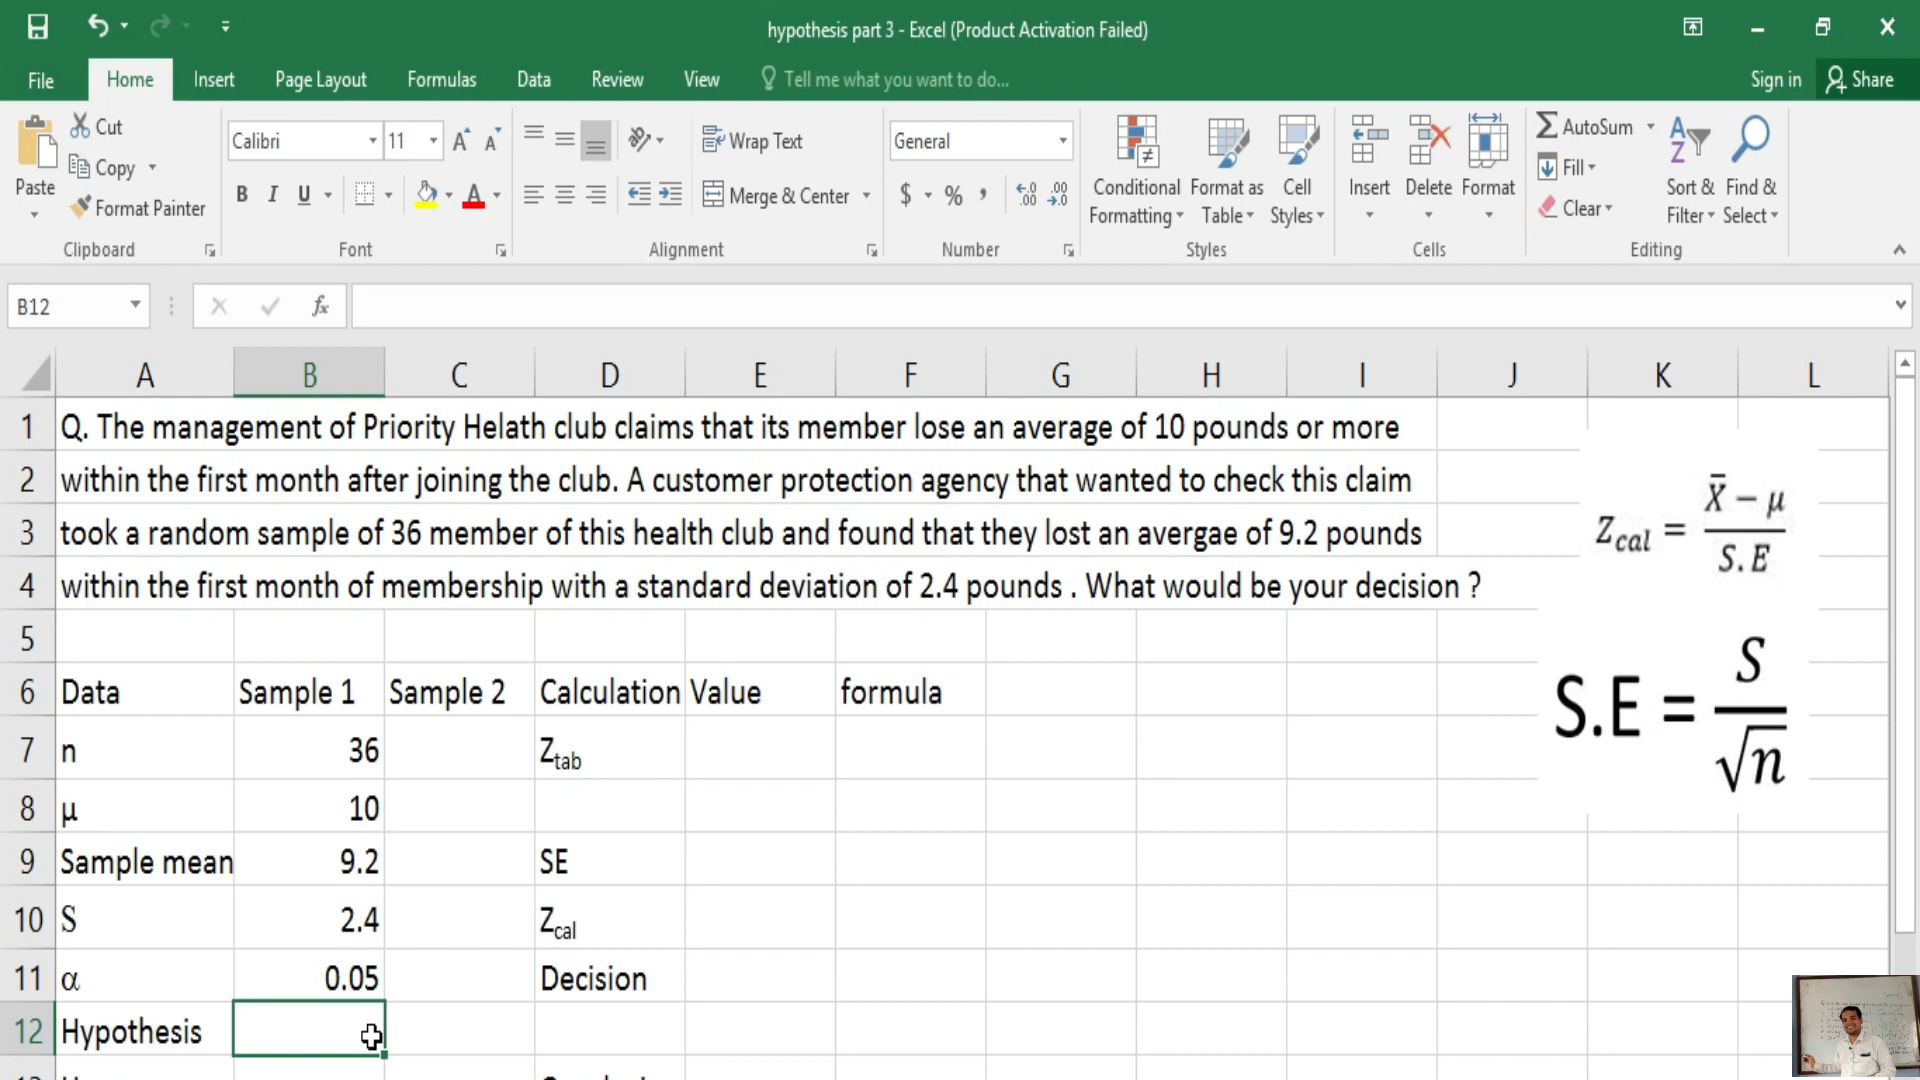 hypothesis part 3 - Excel (Product Activation Failed)
File Home Insert Page Layout Formulas Data Review View Tell me what you want to do... Sign in Share
Paste
Cut
Copy
Format Painter
Clipboard
Calibri 11
B I U
Font
Wrap Text
Merge & Center
Alignment
General
$ % ,
Number
Conditional Formatting
Format as Table
Cell Styles
Styles
Insert Delete Format
Cells
AutoSum
Fill
Clear
Sort & Filter
Find & Select
Editing
B12 fx
A B C D E F G H I J K L
1 Q. The management of Priority Helath club claims that its member lose an average of 10 pounds or more
2 within the first month after joining the club. A customer protection agency that wanted to check this claim
3 took a random sample of 36 member of this health club and found that they lost an avergae of 9.2 pounds
4 within the first month of membership with a standard deviation of 2.4 pounds . What would be your decision ?
5
6 Data Sample 1 Sample 2 Calculation Value formula
7 n 36 Ztab
8 μ 10
9 Sample mean 9.2 SE
10 S 2.4 Zcal
11 α 0.05 Decision
12 Hypothesis
Zcal = X̄ − μ / S.E
S.E = S / √n